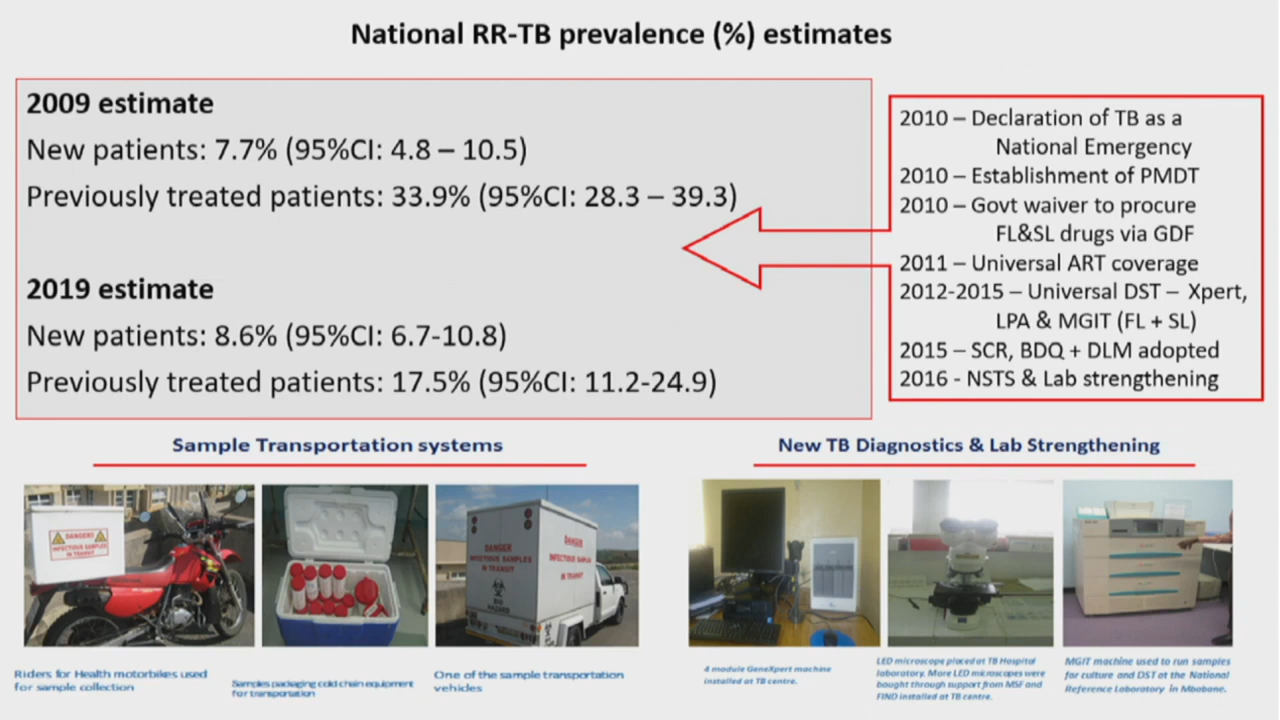 National RR-TB prevalence (%) estimates
2009 estimate
New patients: 7.7% (95%CI: 4.8 – 10.5)
Previously treated patients: 33.9% (95%CI: 28.3 – 39.3)
2019 estimate
New patients: 8.6% (95%CI: 6.7-10.8)
Previously treated patients: 17.5% (95%CI: 11.2-24.9)
2010 – Declaration of TB as a
National Emergency
2010 – Establishment of PMDT
2010 – Govt waiver to procure
FL&SL drugs via GDF
2011 – Universal ART coverage
2012-2015 – Universal DST – Xpert,
LPA & MGIT (FL + SL)
2015 – SCR, BDQ + DLM adopted
2016 - NSTS & Lab strengthening
Sample Transportation systems
DANGER!
INFECTIOUS SAMPLES
IN TRANSIT
DANGER
INFECTIOUS SAMPLES
IN TRANSIT
BIO
HAZARD
DANGER
INFECTIOUS SAMPLES
IN TRANSIT
Riders for Health motorbikes used
for sample collection
Samples packaging cold chain equipment
for transportation
One of the sample transportation
vehicles
New TB Diagnostics & Lab Strengthening
4 module GeneXpert machine
installed at TB centre.
LED microscope placed at TB Hospital
laboratory. More LED microscopes were
bought through support from MSF and
FIND installed at TB centre.
MGIT machine used to run samples
for culture and DST at the National
Reference Laboratory in Mbabane.